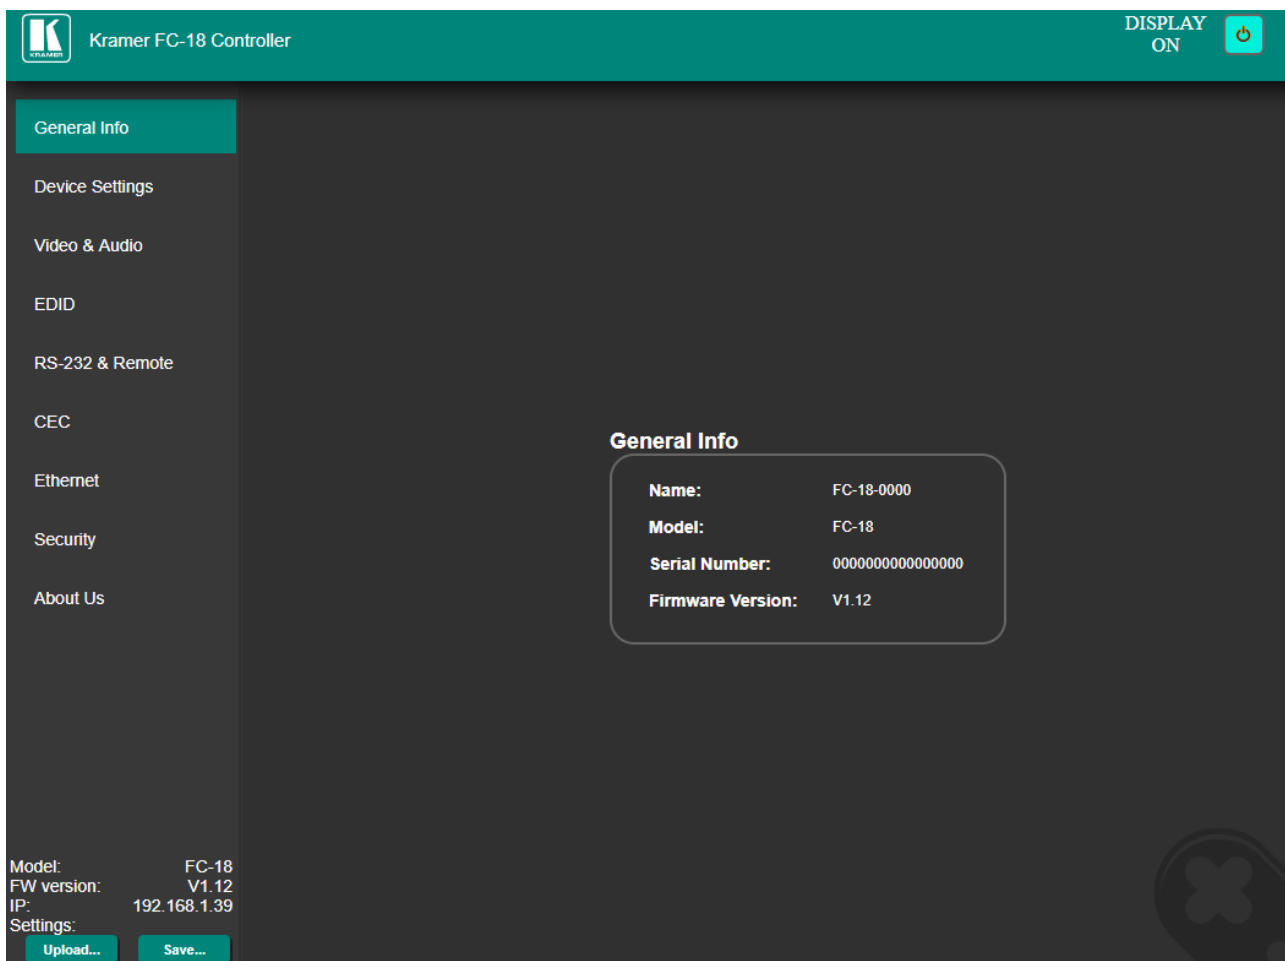 KRAMER
Kramer FC-18 Controller
DISPLAY
ON
General Info
Device Settings
Video & Audio
EDID
RS-232 & Remote
CEC
Ethernet
Security
About Us
General Info
Name: FC-18-0000
Model: FC-18
Serial Number: 0000000000000000
Firmware Version: V1.12
Model: FC-18
FW version: V1.12
IP: 192.168.1.39
Settings:
Upload... Save...